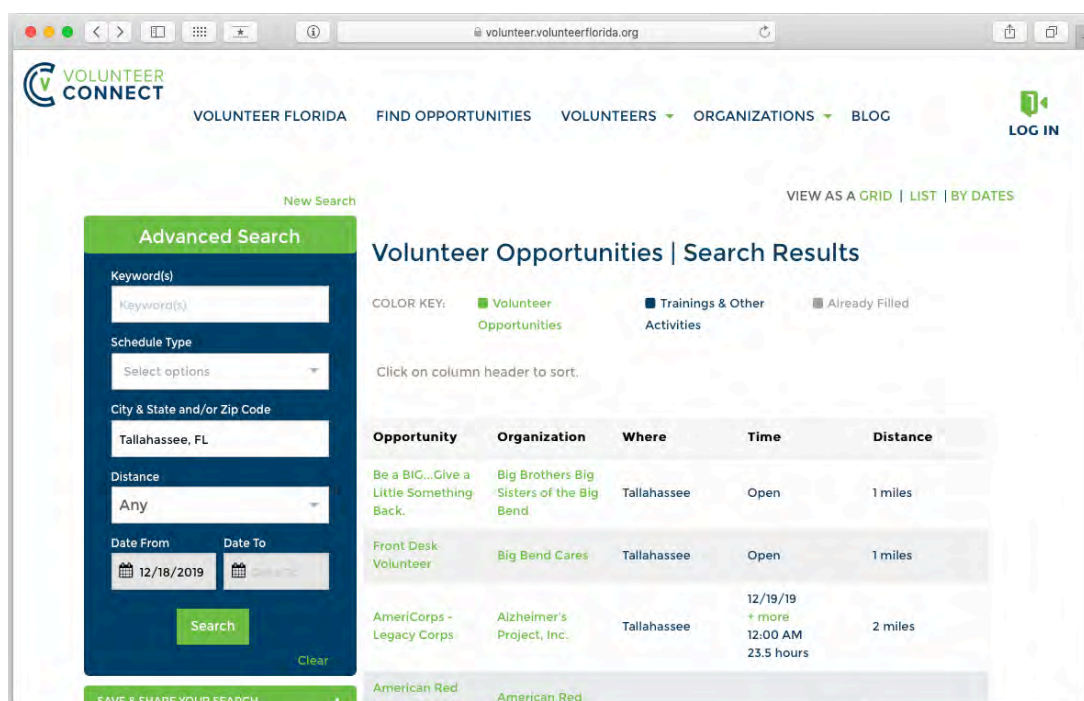 volunteer.volunteerflorida.org
VOLUNTEER
CONNECT
VOLUNTEER FLORIDA FIND OPPORTUNITIES VOLUNTEERS ORGANIZATIONS BLOG
LOG IN
New Search
VIEW AS A GRID | LIST | BY DATES
Advanced Search
Keyword(s)
Keyword(s)
Schedule Type
Select options
City & State and/or Zip Code
Tallahassee, FL
Distance
Any
Date From Date To
12/18/2019
Search
Clear
SAVE & SHARE YOUR SEARCH
Volunteer Opportunities | Search Results
COLOR KEY:
Volunteer
Opportunities
Trainings & Other
Activities
Already Filled
Click on column header to sort.
Opportunity Organization Where Time Distance
Be a BIG...Give a
Little Something
Back.
Big Brothers Big
Sisters of the Big
Bend
Tallahassee
Open
1 miles
Front Desk
Volunteer
Big Bend Cares
Tallahassee
Open
1 miles
AmeriCorps -
Legacy Corps
Alzheimer's
Project, Inc.
Tallahassee
12/19/19
+ more
12:00 AM
23.5 hours
2 miles
American Red
American Red